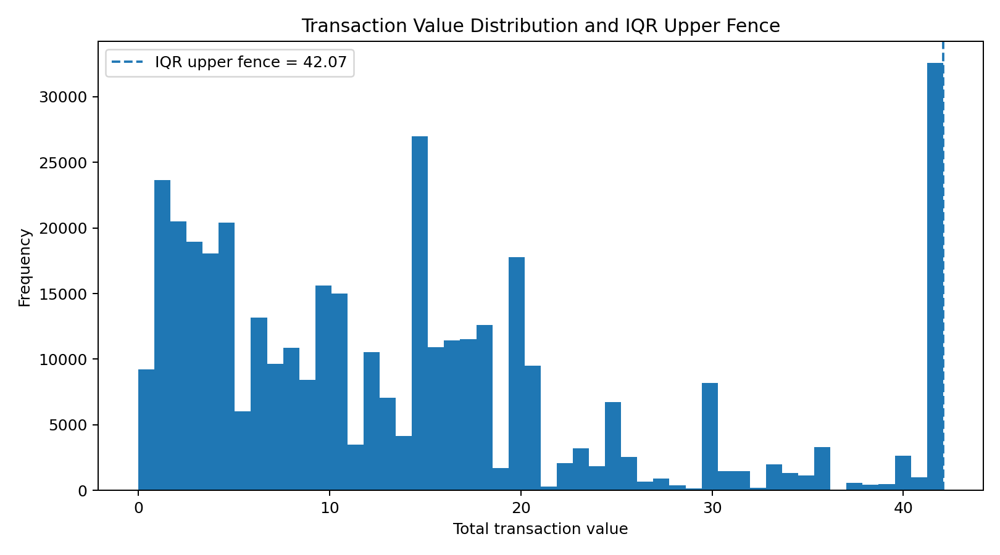 Transaction Value Distribution and IQR Upper Fence
IQR upper fence = 42.07
30000
25000
20000
15000
10000
5000
0
Frequency
0 10 20 30 40
Total transaction value